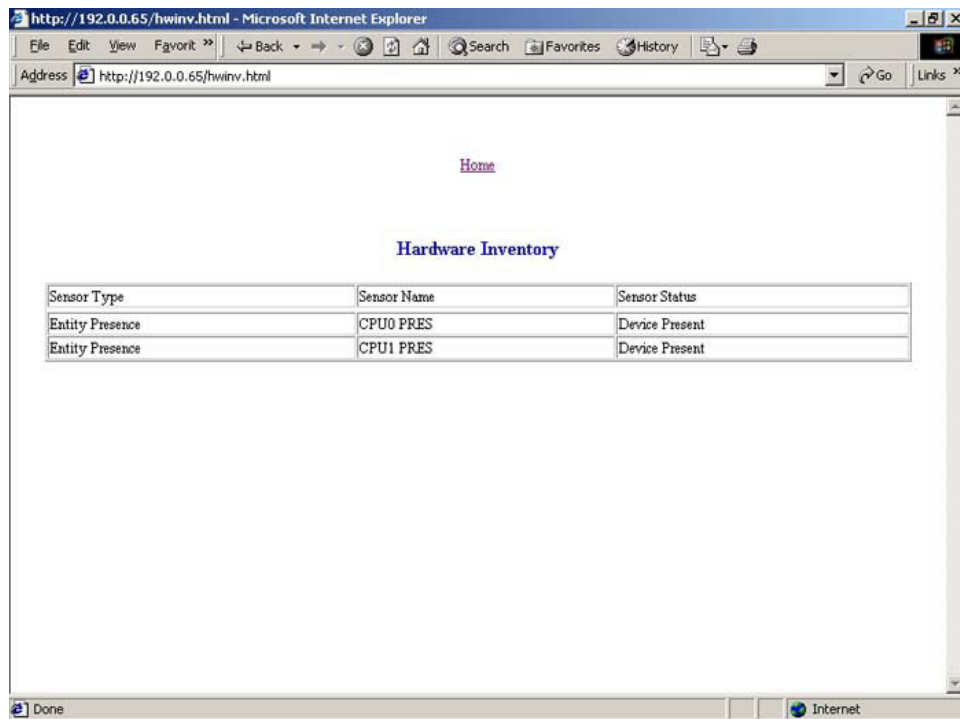 http://192.0.0.65/hwinv.html - Microsoft Internet Explorer
File Edit View Favorit » Back Search Favorites History
Address http://192.0.0.65/hwinv.html Go Links »
Home
Hardware Inventory
Sensor Type Sensor Name Sensor Status
Entity Presence CPU0 PRES Device Present
Entity Presence CPU1 PRES Device Present
Done Internet